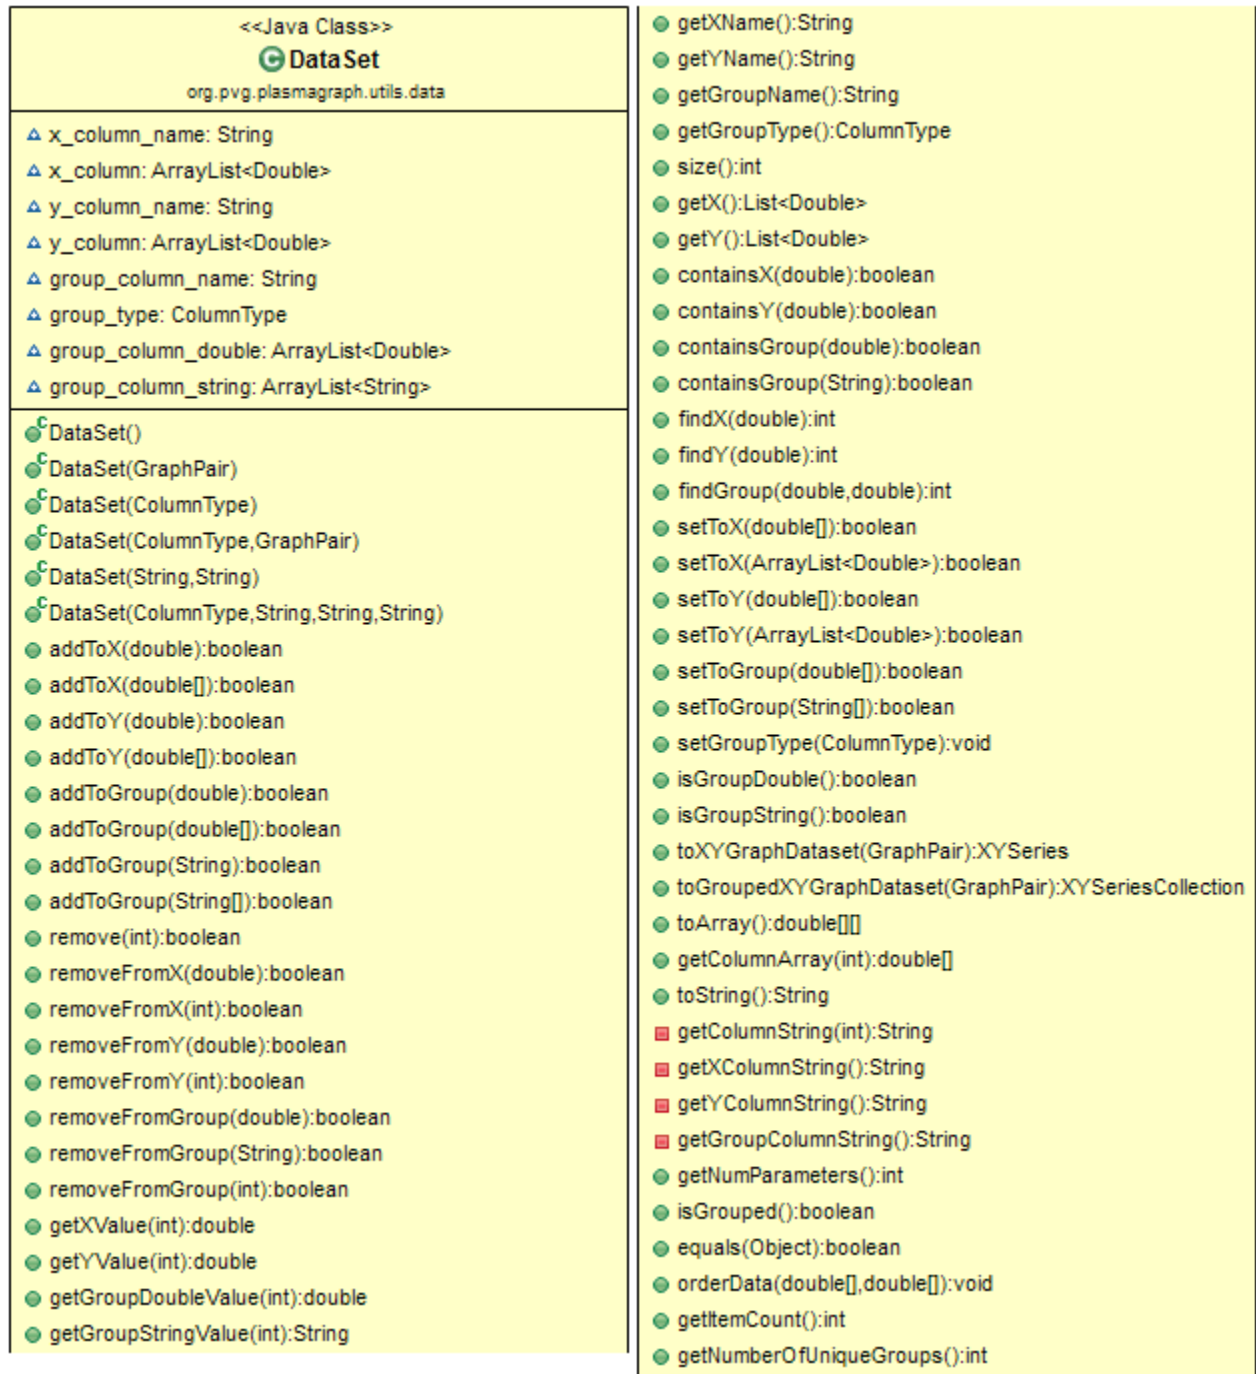 <<Java Class>>
DataSet
org.pvg.plasmagraph.utils.data
x_column_name: String
x_column: ArrayList<Double>
y_column_name: String
y_column: ArrayList<Double>
group_column_name: String
group_type: ColumnType
group_column_double: ArrayList<Double>
group_column_string: ArrayList<String>
DataSet()
DataSet(GraphPair)
DataSet(ColumnType)
DataSet(ColumnType,GraphPair)
DataSet(String,String)
DataSet(ColumnType,String,String,String)
addToX(double):boolean
addToX(double[]):boolean
addToY(double):boolean
addToY(double[]):boolean
addToGroup(double):boolean
addToGroup(double[]):boolean
addToGroup(String):boolean
addToGroup(String[]):boolean
remove(int):boolean
removeFromX(double):boolean
removeFromX(int):boolean
removeFromY(double):boolean
removeFromY(int):boolean
removeFromGroup(double):boolean
removeFromGroup(String):boolean
removeFromGroup(int):boolean
getXValue(int):double
getYValue(int):double
getGroupDoubleValue(int):double
getGroupStringValue(int):String
getXName():String
getYName():String
getGroupName():String
getGroupType():ColumnType
size():int
getX():List<Double>
getY():List<Double>
containsX(double):boolean
containsY(double):boolean
containsGroup(double):boolean
containsGroup(String):boolean
findX(double):int
findY(double):int
findGroup(double,double):int
setToX(double[]):boolean
setToX(ArrayList<Double>):boolean
setToY(double[]):boolean
setToY(ArrayList<Double>):boolean
setToGroup(double[]):boolean
setToGroup(String[]):boolean
setGroupType(ColumnType):void
isGroupDouble():boolean
isGroupString():boolean
toXYGraphDataset(GraphPair):XYSeries
toGroupedXYGraphDataset(GraphPair):XYSeriesCollection
toArray():double[][]
getColumnArray(int):double[]
toString():String
getColumnString(int):String
getXColumnString():String
getYColumnString():String
getGroupColumnString():String
getNumParameters():int
isGrouped():boolean
equals(Object):boolean
orderData(double[],double[]):void
getItemCount():int
getNumberOfUniqueGroups():int